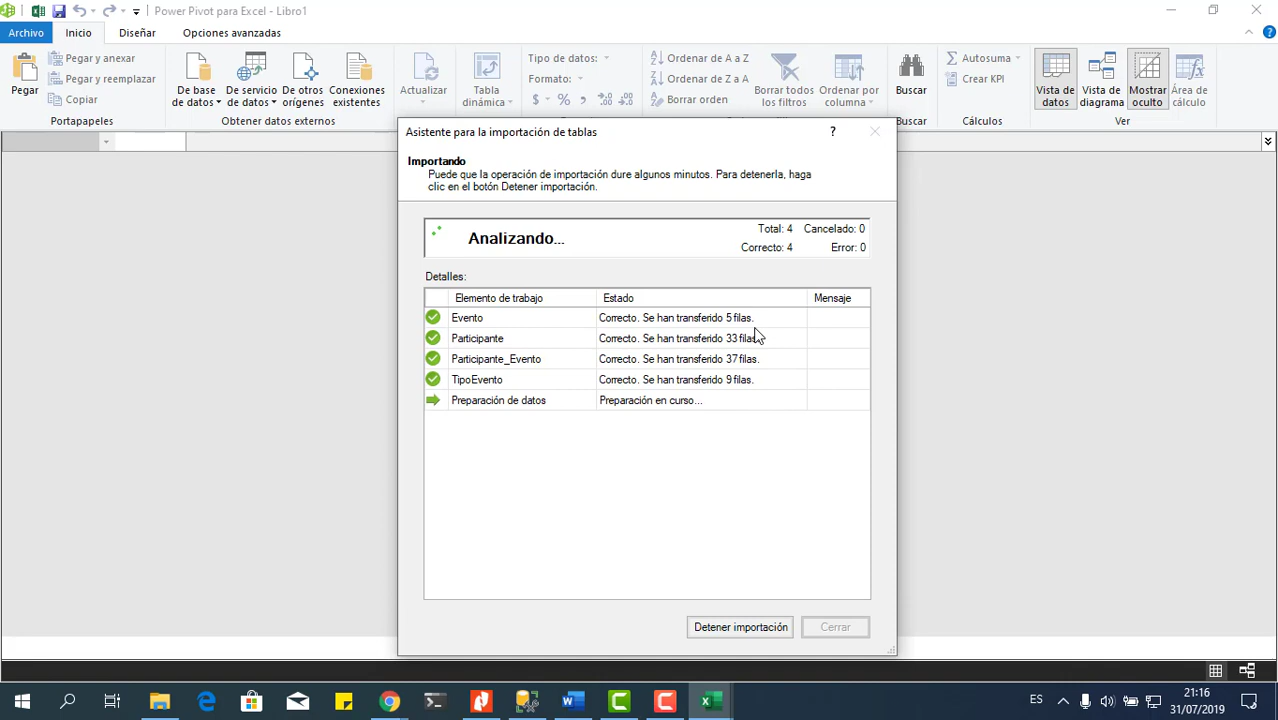 Power Pivot para Excel - Libro1
Archivo Inicio Diseñar Opciones avanzadas
Pegar
Pegar y anexar
Pegar y reemplazar
Copiar
Portapapeles
De base de datos
De servicio de datos
De otros orígenes
Conexiones existentes
Obtener datos externos
Actualizar
Tabla dinámica
Tipo de datos:
Formato:
$ % , ,00 ,00
Ordenar de A a Z
Ordenar de Z a A
Borrar orden
Borrar todos los filtros
Ordenar por columna
Buscar
Buscar
Autosuma
Crear KPI
Cálculos
Vista de datos
Vista de diagrama
Mostrar oculto
Área de cálculo
Ver
Asistente para la importación de tablas
?
Importando
Puede que la operación de importación dure algunos minutos. Para detenerla, haga
clic en el botón Detener importación.
Analizando...
Total: 4 Cancelado: 0
Correcto: 4 Error: 0
Detalles:
Elemento de trabajo Estado Mensaje
Evento Correcto. Se han transferido 5 filas.
Participante Correcto. Se han transferido 33 filas.
Participante_Evento Correcto. Se han transferido 37 filas.
TipoEvento Correcto. Se han transferido 9 filas.
Preparación de datos Preparación en curso...
Detener importación Cerrar
ES
21:16
31/07/2019